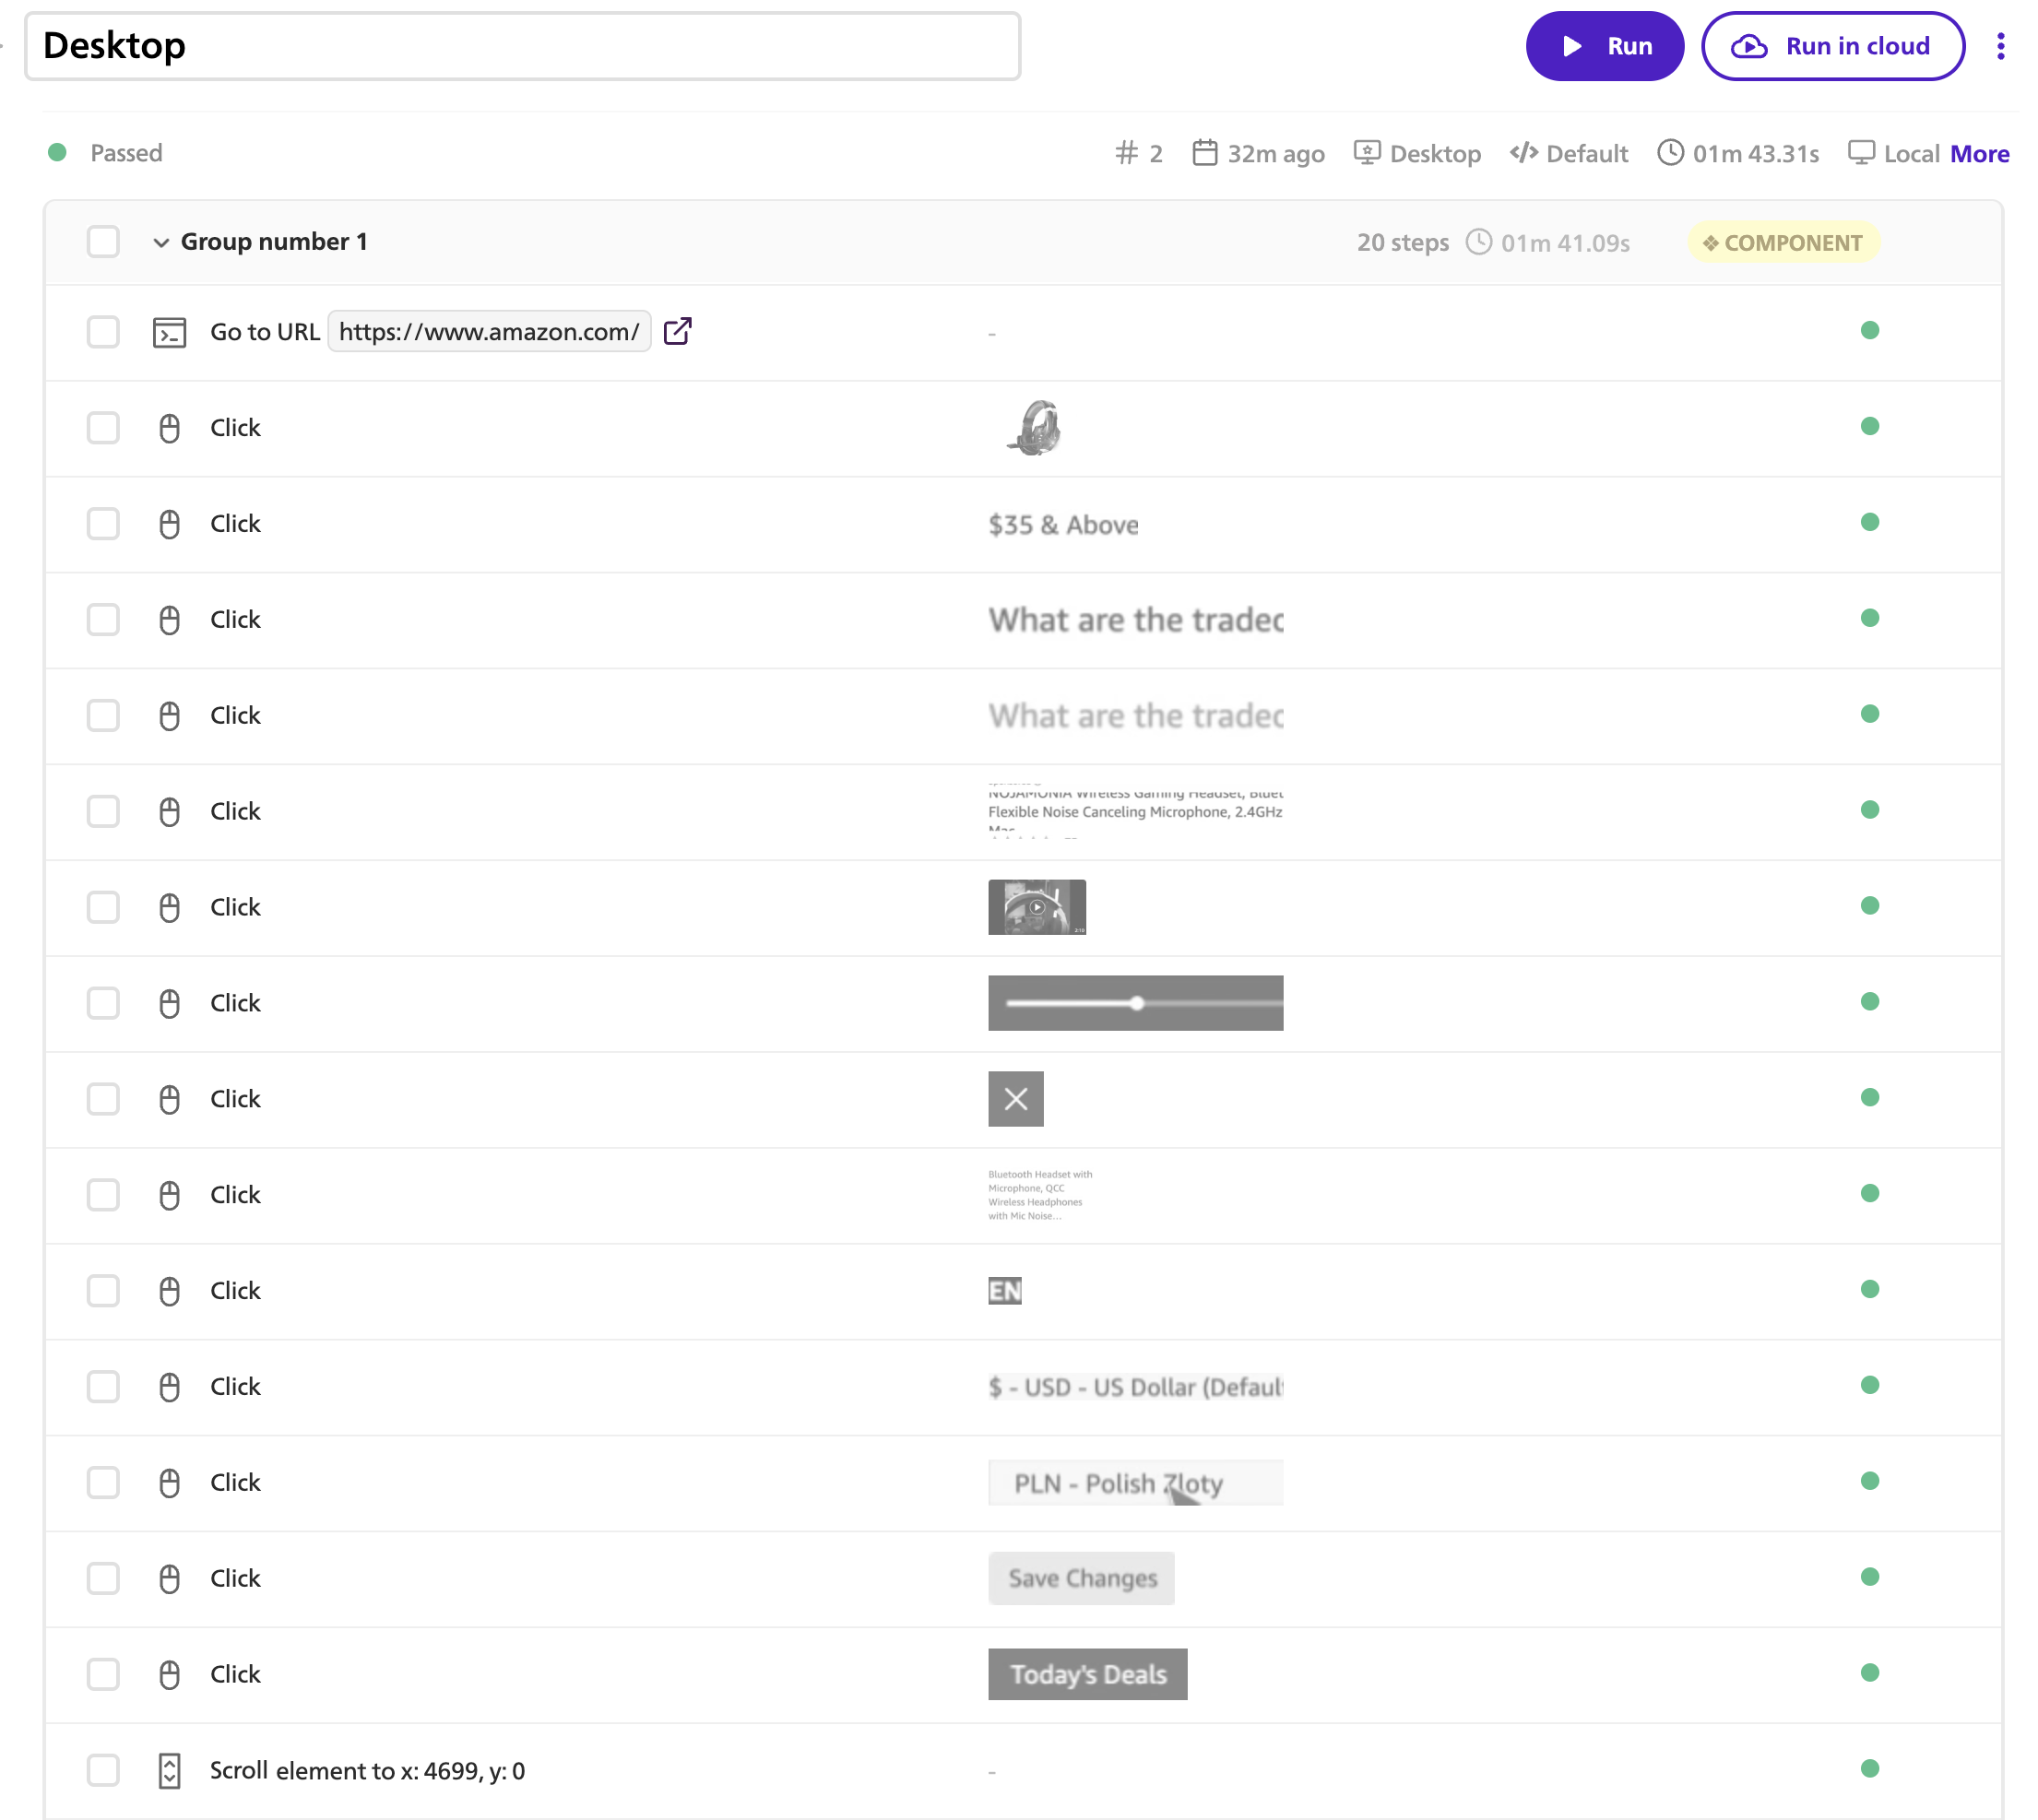 Desktop
Run
Run in cloud
Passed
# 2
32m ago
Desktop
</> Default
01m 43.31s
Local
More
Group number 1
20 steps
01m 41.09s
COMPONENT
Go to URL https://www.amazon.com/
-
Click
Click
$35 & Above
Click
What are the tradeo
Click
What are the tradeo
Click
NOJAMONIA Wireless Gaming Headset, Bluet
Flexible Noise Canceling Microphone, 2.4GHz
Mac
Click
Click
Click
Click
Bluetooth Headset with
Microphone, QCC
Wireless Headphones
with Mic Noise...
Click
EN
Click
$ - USD - US Dollar (Default
Click
PLN - Polish Zloty
Click
Save Changes
Click
Today's Deals
Scroll element to x: 4699, y: 0
-